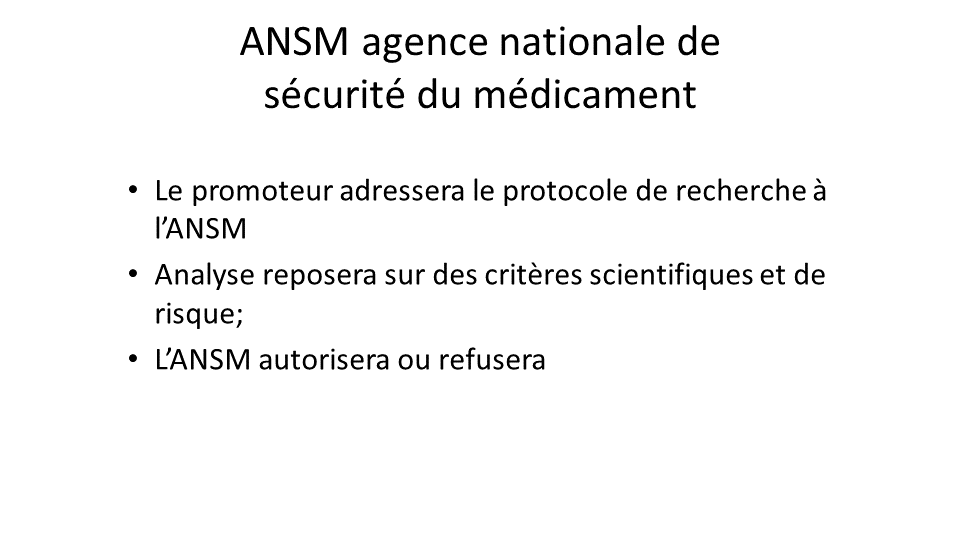 ANSM agence nationale de
sécurité du médicament
• Le promoteur adressera le protocole de recherche à
l’ANSM
• Analyse reposera sur des critères scientifiques et de
risque;
• L’ANSM autorisera ou refusera